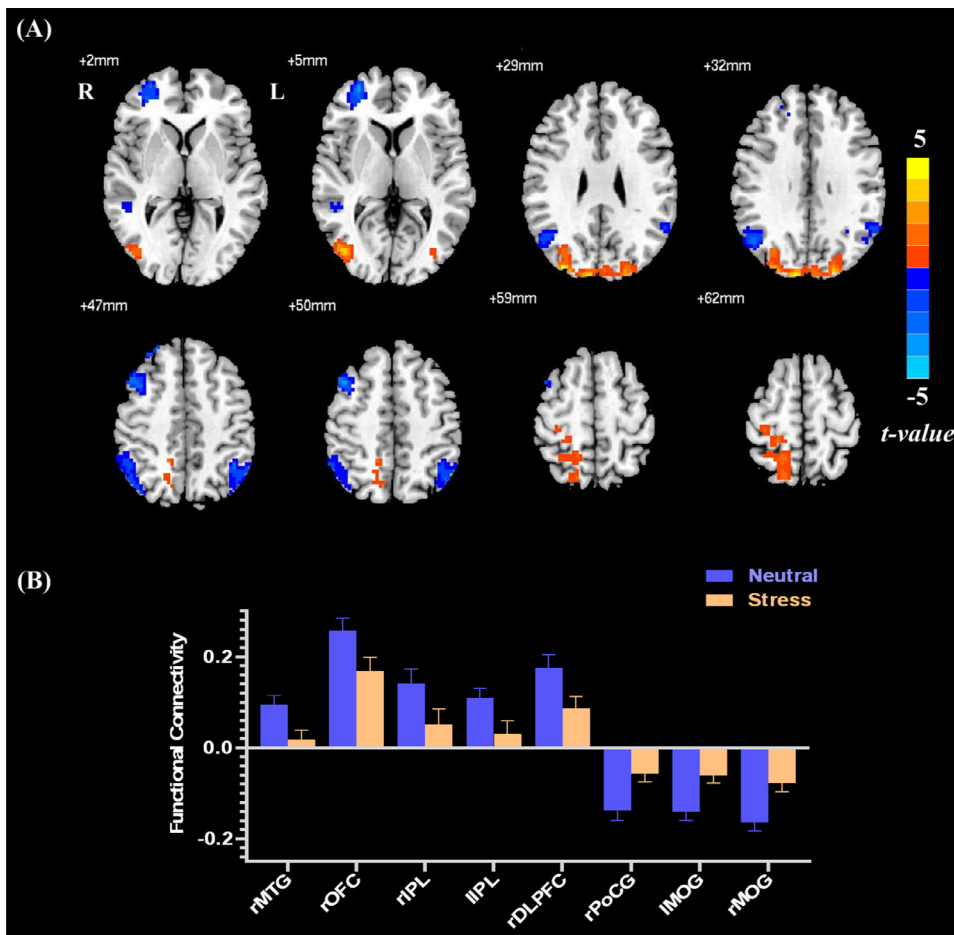 (A)
+2mm
+5mm
+29mm
+32mm
R
L
5
-5
t-value
+47mm
+50mm
+59mm
+62mm
(B)
Neutral
Stress
Functional Connectivity
0.2
0.0
-0.2
rMTG
rOFC
rIPL
lIPL
rDLPFC
rPoCG
lMOG
rMOG